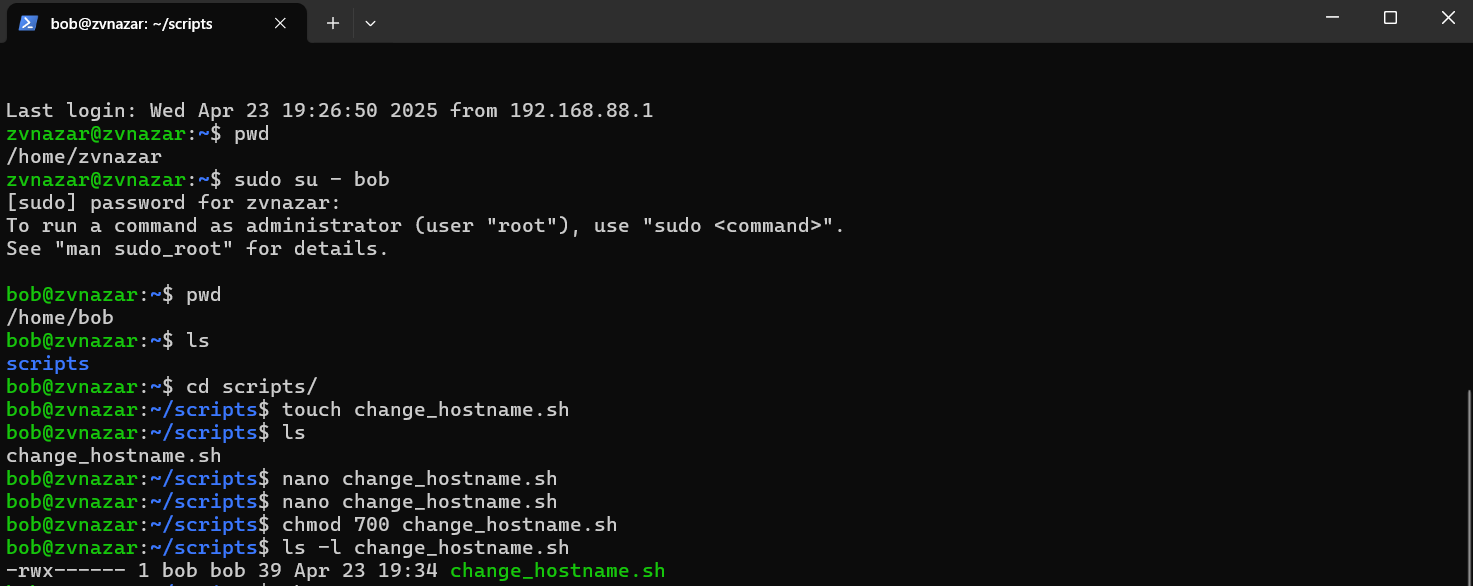 bob@zvnazar: ~/scripts
Last login: Wed Apr 23 19:26:50 2025 from 192.168.88.1
zvnazar@zvnazar:~$ pwd
/home/zvnazar
zvnazar@zvnazar:~$ sudo su - bob
[sudo] password for zvnazar:
To run a command as administrator (user "root"), use "sudo <command>".
See "man sudo_root" for details.
bob@zvnazar:~$ pwd
/home/bob
bob@zvnazar:~$ ls
scripts
bob@zvnazar:~$ cd scripts/
bob@zvnazar:~/scripts$ touch change_hostname.sh
bob@zvnazar:~/scripts$ ls
change_hostname.sh
bob@zvnazar:~/scripts$ nano change_hostname.sh
bob@zvnazar:~/scripts$ nano change_hostname.sh
bob@zvnazar:~/scripts$ chmod 700 change_hostname.sh
bob@zvnazar:~/scripts$ ls -l change_hostname.sh
-rwx------ 1 bob bob 39 Apr 23 19:34 change_hostname.sh